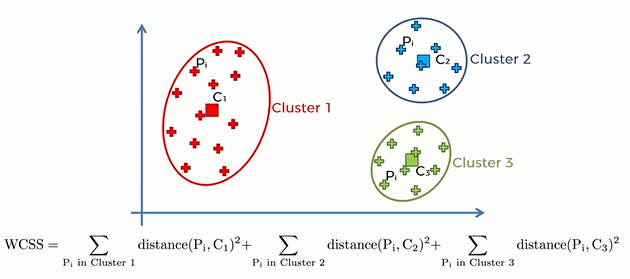 Pᵢ
C₁
Cluster 1
Pᵢ
C₂
Cluster 2
Pᵢ
C₃
Cluster 3
WCSS = ∑ distance(Pᵢ, C₁)² + ∑ distance(Pᵢ, C₂)² + ∑ distance(Pᵢ, C₃)²
Pᵢ in Cluster 1 Pᵢ in Cluster 2 Pᵢ in Cluster 3